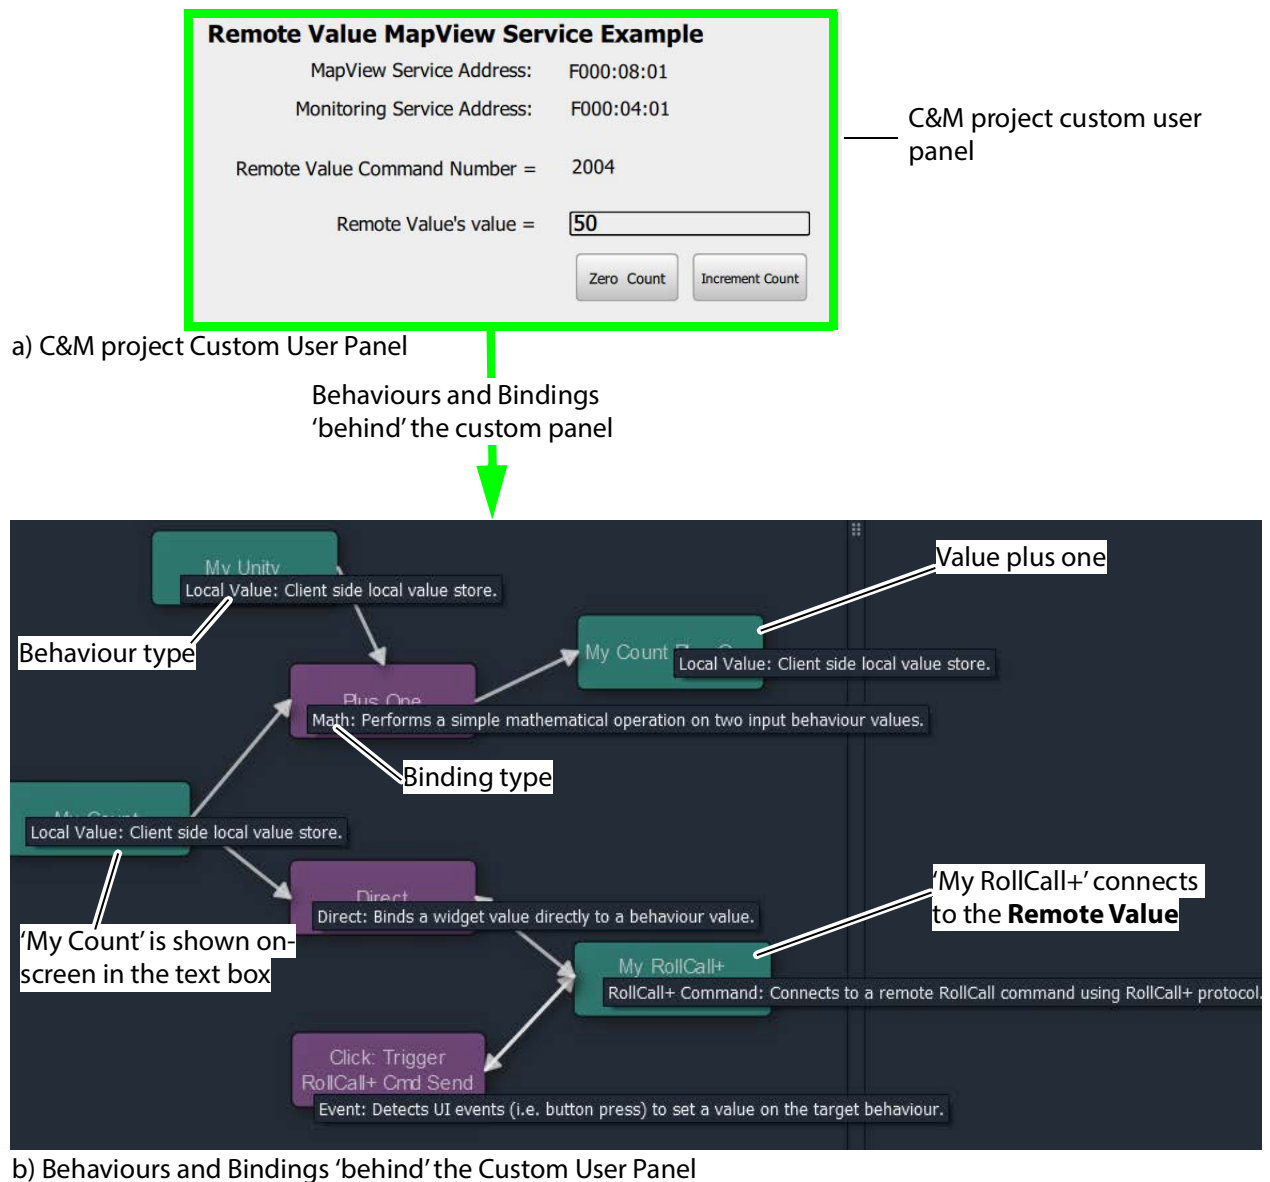 Remote Value MapView Service Example
MapView Service Address: F000:08:01
Monitoring Service Address: F000:04:01
Remote Value Command Number = 2004
Remote Value's value = 50
Zero Count Increment Count
C&M project custom user
panel
a) C&M project Custom User Panel
Behaviours and Bindings
‘behind’ the custom panel
My Unity
Local Value: Client side local value store.
Behaviour type
Value plus one
My Count
Local Value: Client side local value store.
Plus One
Math: Performs a simple mathematical operation on two input behaviour values.
Binding type
My Count
Local Value: Client side local value store.
‘My Count’ is shown on-
screen in the text box
Direct
Direct: Binds a widget value directly to a behaviour value.
‘My RollCall+’ connects
to the Remote Value
My RollCall+
RollCall+ Command: Connects to a remote RollCall command using RollCall+ protocol.
Click: Trigger
RollCall+ Cmd Send
Event: Detects UI events (i.e. button press) to set a value on the target behaviour.
b) Behaviours and Bindings ‘behind’ the Custom User Panel